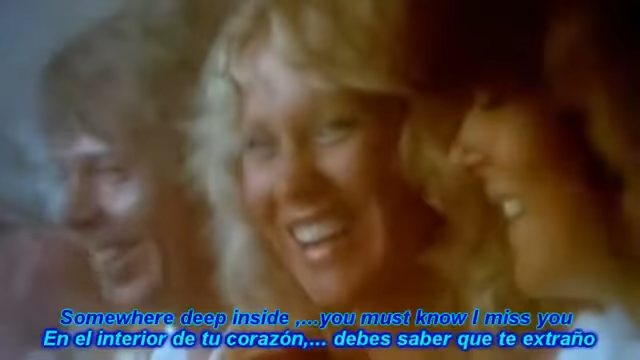 Somewhere deep inside ,...you must know I miss you
En el interior de tu corazón,... debes saber que te extraño